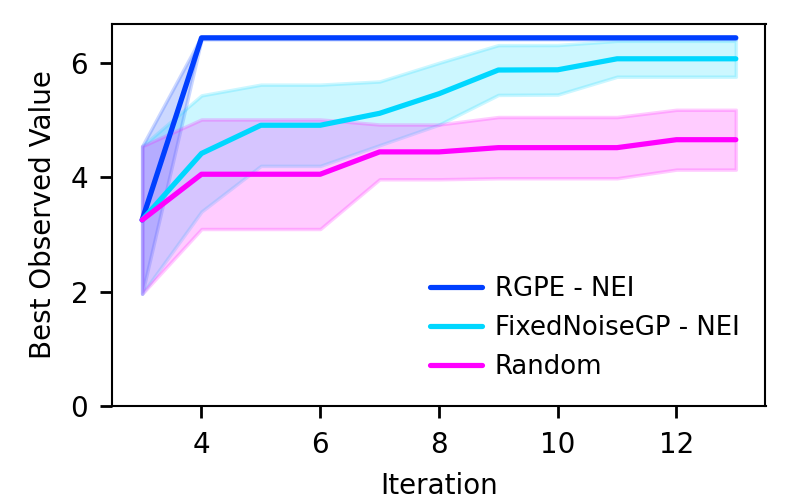 Best Observed Value
6
4
2
0
RGPE - NEI
FixedNoiseGP - NEI
Random
4 6 8 10 12
Iteration